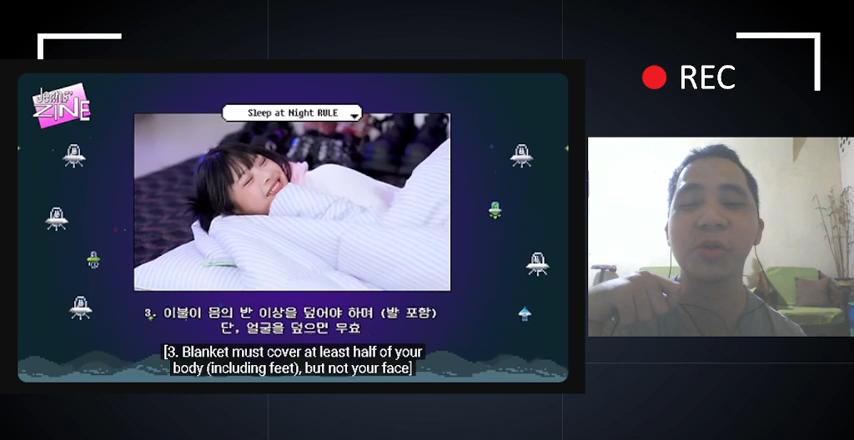 REC
Jeans'
ZINE
Sleep at Night RULE
3. 이불이 몸의 반 이상을 덮어야 하며 (발 포함)
단, 얼굴을 덮으면 무효
[3. Blanket must cover at least half of your
body (including feet), but not your face]